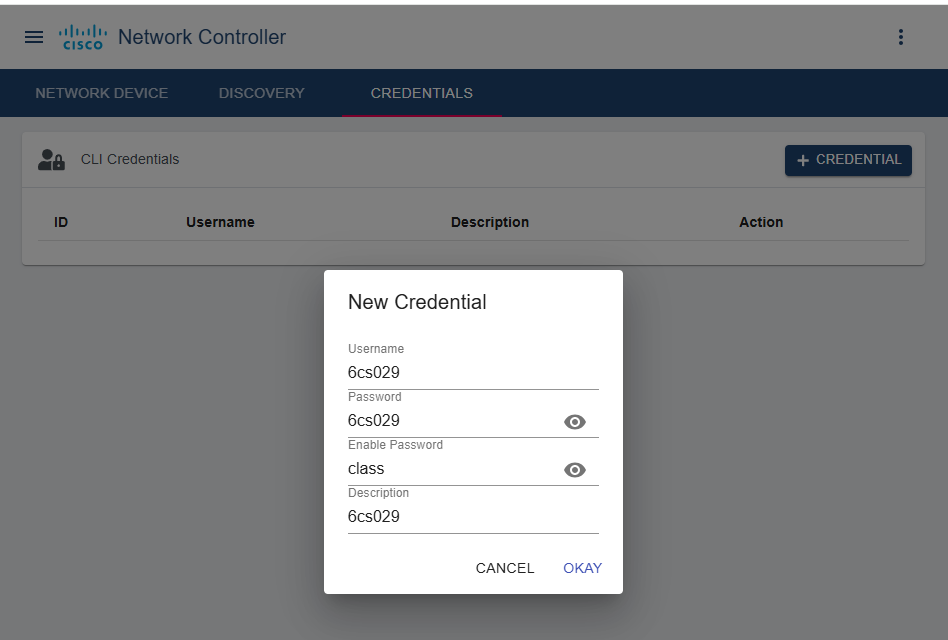 CISCO Network Controller
NETWORK DEVICE DISCOVERY CREDENTIALS
CLI Credentials + CREDENTIAL
ID Username Description Action
New Credential
Username
6cs029
Password
6cs029
Enable Password
class
Description
6cs029
CANCEL OKAY